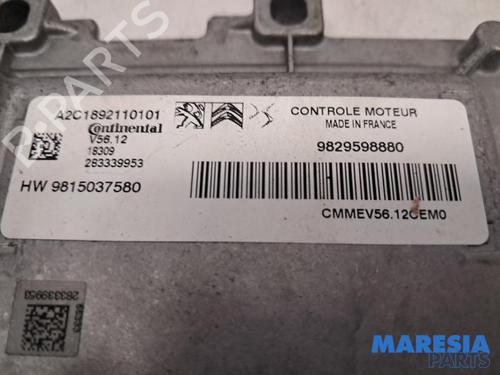 A2C1892110101
Continental
V56.12
18309
283339953
HW 9815037580
CONTROLE MOTEUR
MADE IN FRANCE
9829598880
CMMEV56.12CEM0
283339953
B-PARTS
MARESIA
PARTS